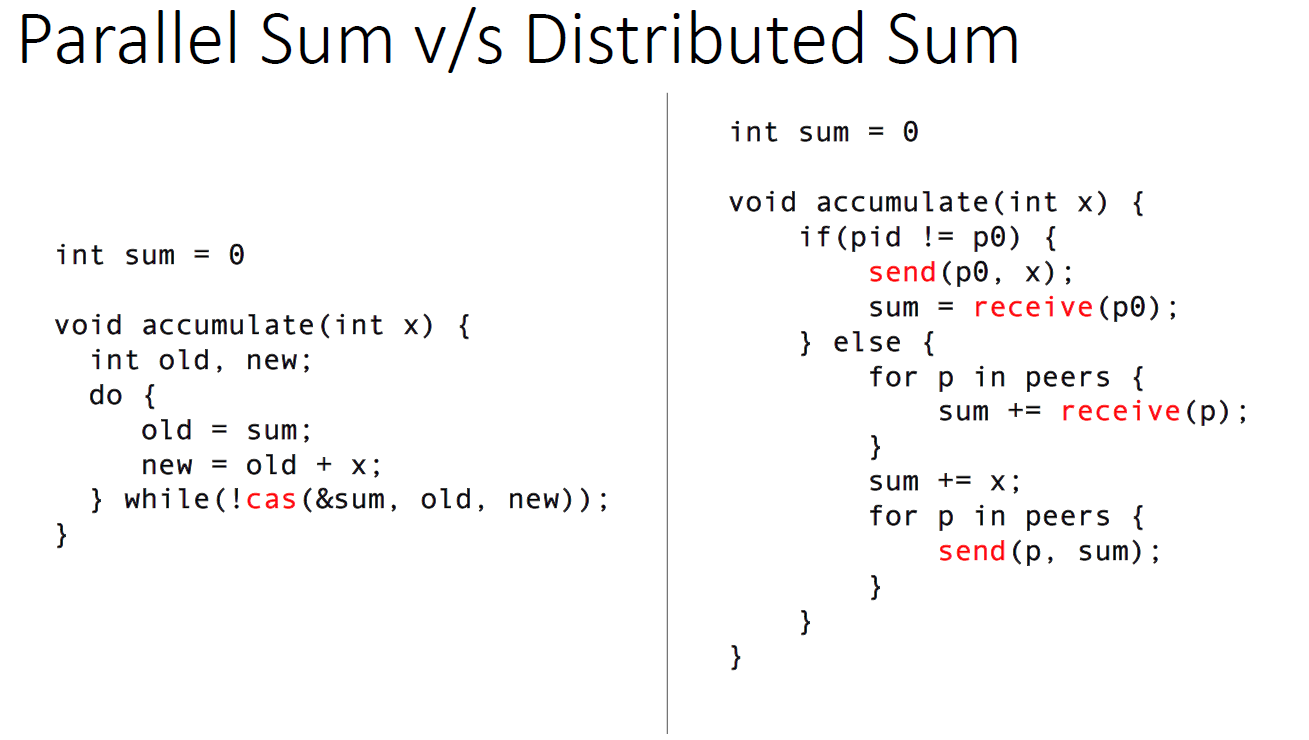 Parallel Sum v/s Distributed Sum
int sum = 0
void accumulate(int x) {
  int old, new;
  do {
     old = sum;
     new = old + x;
  } while(!cas(&sum, old, new));
}
int sum = 0
void accumulate(int x) {
    if(pid != p0) {
        send(p0, x);
        sum = receive(p0);
    } else {
        for p in peers {
            sum += receive(p);
        }
        sum += x;
        for p in peers {
            send(p, sum);
        }
    }
}